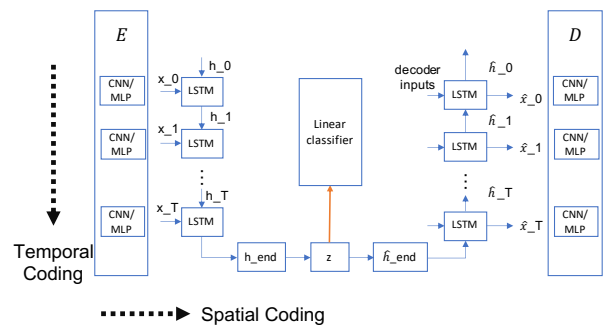 E
D
h_0
ĥ_0
CNN/
MLP
x_0
LSTM
decoder
inputs
LSTM
x̂_0
CNN/
MLP
h_1
ĥ_1
CNN/
MLP
x_1
LSTM
Linear
classifier
LSTM
x̂_1
CNN/
MLP
h_T
ĥ_T
CNN/
MLP
x_T
LSTM
LSTM
x̂_T
CNN/
MLP
Temporal
Coding
h_end
z
ĥ_end
Spatial Coding